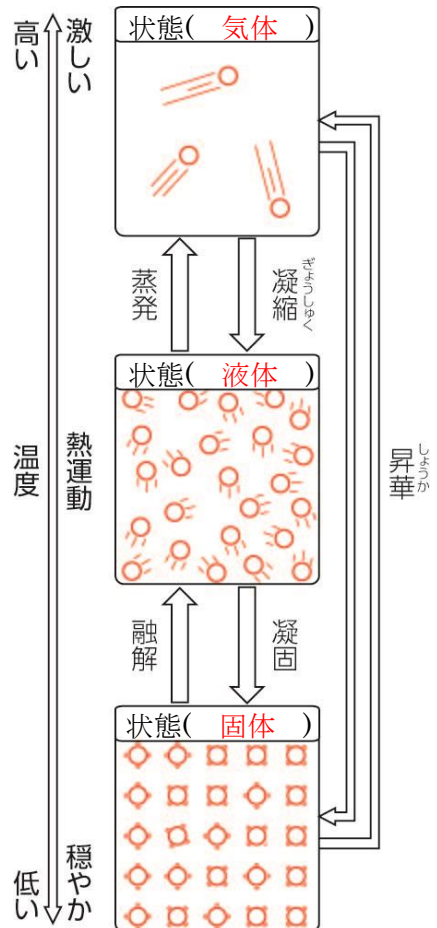 高い
激しい
状態( 気体 )
蒸発
凝縮
ぎょうしゅく
状態( 液体 )
温度
熱運動
昇華
しょうか
融解
凝固
状態( 固体 )
低い
穏やか